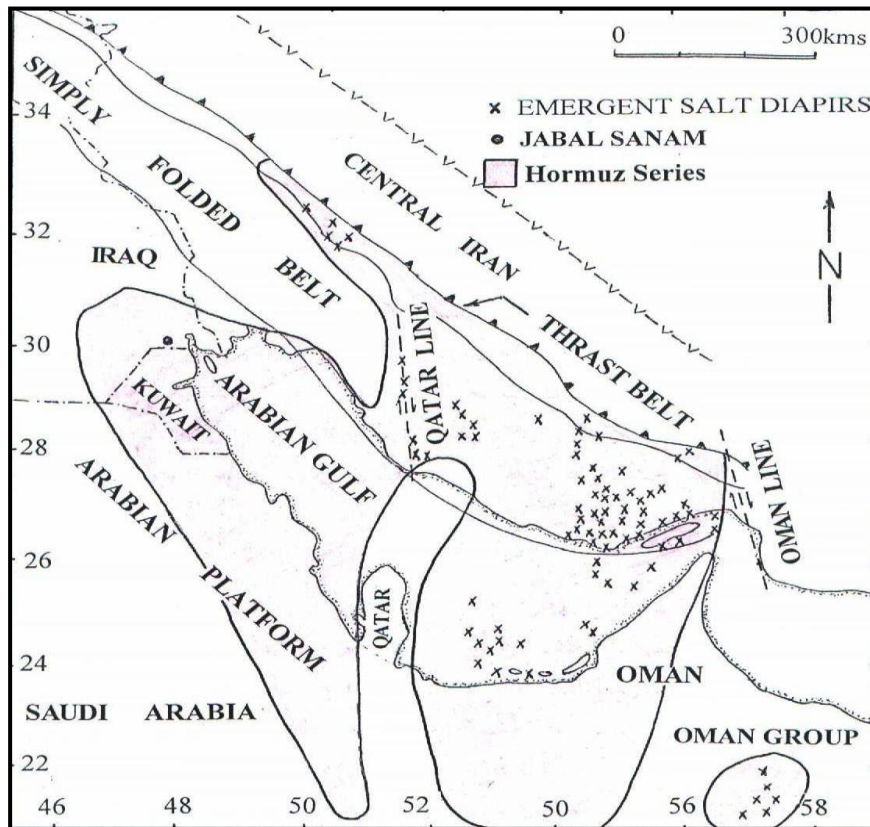 0 300kms
× EMERGENT SALT DIAPIRS
● JABAL SANAM
Hormuz Series
N
SIMPLY
FOLDED
BELT
CENTRAL
IRAN
THRAST BELT
IRAQ
KUWAIT
ARABIAN GULF
QATAR LINE
OMAN LINE
ARABIAN
PLATFORM
QATAR
OMAN
SAUDI ARABIA
OMAN GROUP
34
32
30
28
26
24
22
46 48 50 52 50 56 58